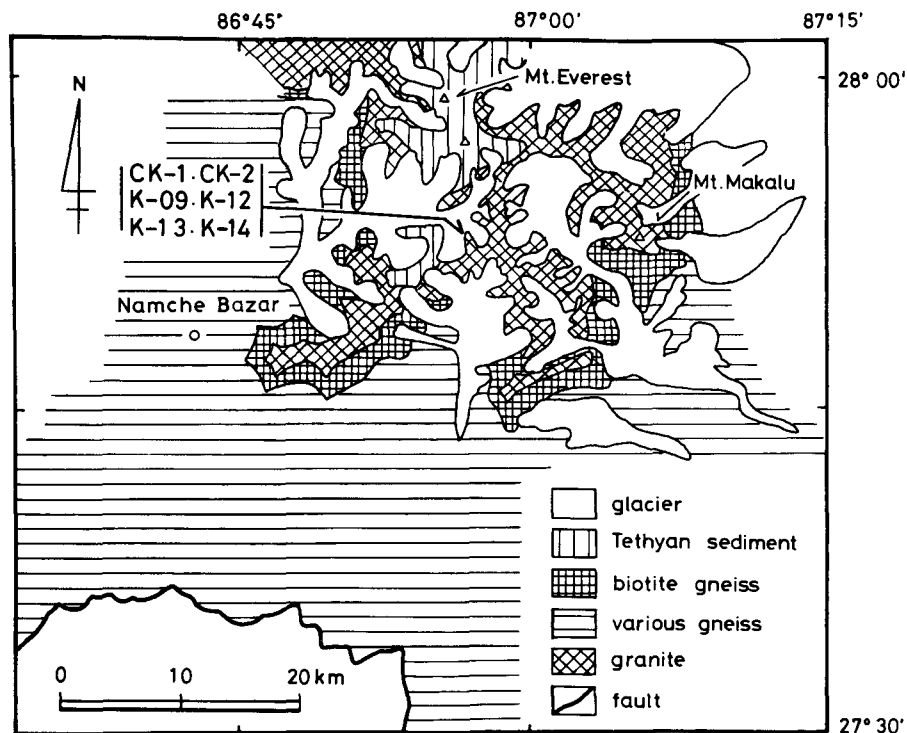 86°45' 87°00' 87°15'
28°00'
N
Mt.Everest
CK-1 . CK-2
K-09 . K-12
K-13 . K-14
Mt. Makalu
Namche Bazar
glacier
Tethyan sediment
biotite gneiss
various gneiss
granite
fault
0 10 20 km
27°30'